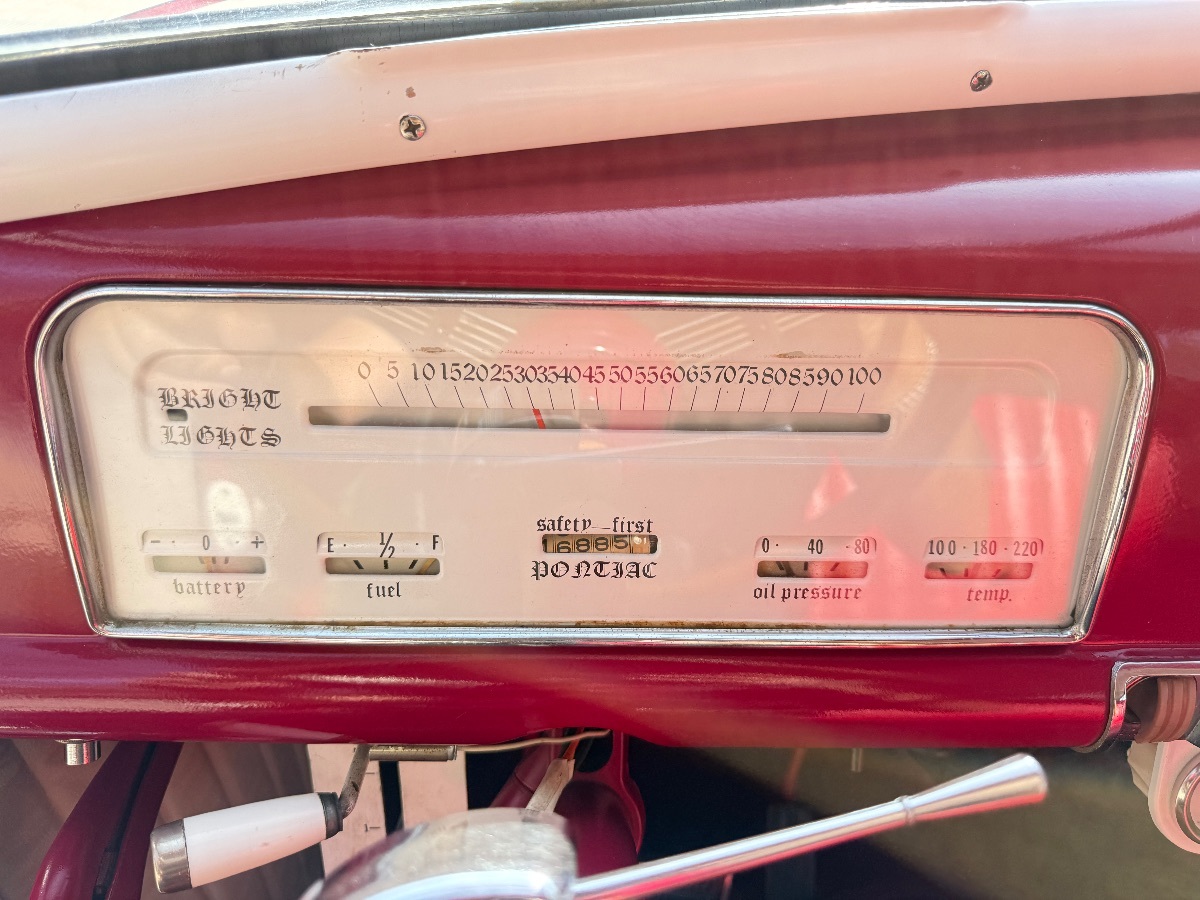 0 5 10 15 20 25 30 35 40 45 50 55 60 65 70 75 80 85 90 100
BRIGHT
LIGHTS
- · 0 · +
battery
E · 1/2 · F
fuel
safety-first
16885
PONTIAC
0 · 40 · 80
oil pressure
100 · 180 · 220
temp.